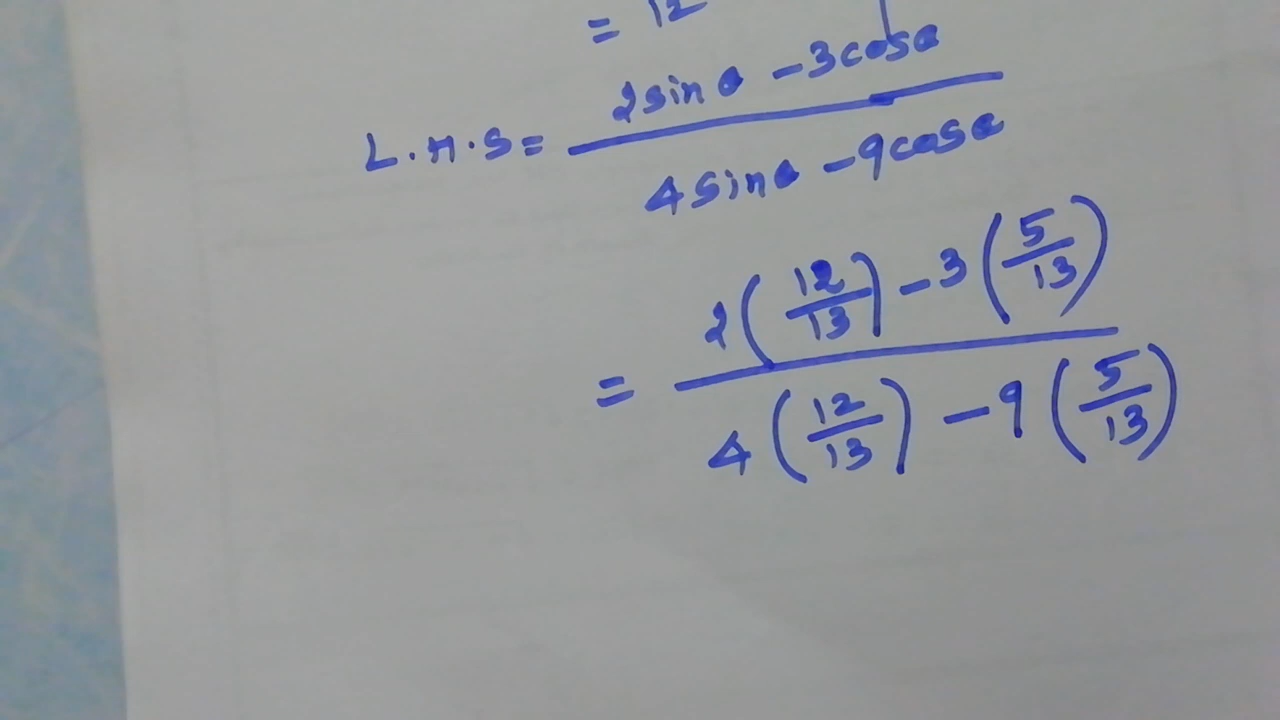 = 12
L.H.S = 2sinθ - 3cosθ / 4sinθ - 9cosθ
= 2(12/13) - 3(5/13) / 4(12/13) - 9(5/13)